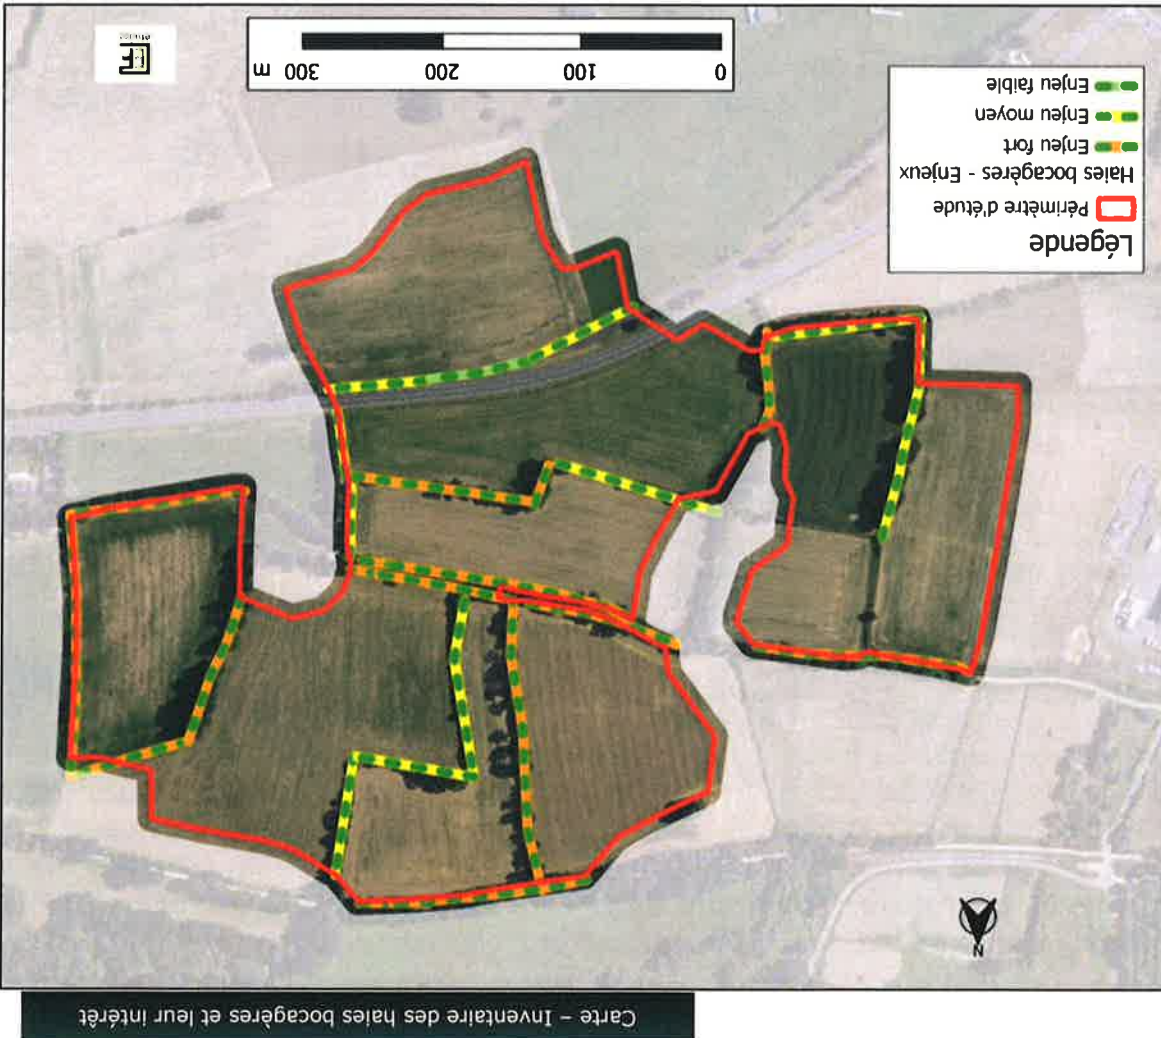 Carte – Inventaire des haies bocagères et leur intérêt
N
Légende
Périmètre d'étude
Haies bocagères - Enjeux
Enjeu fort
Enjeu moyen
Enjeu faible
0 100 200 300 m